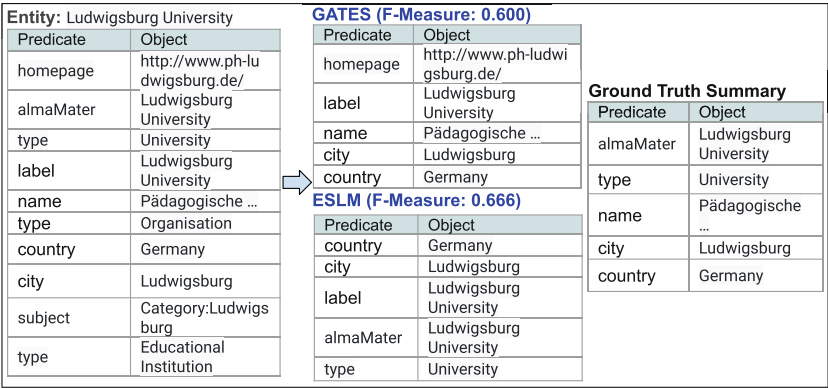 Entity: Ludwigsburg University
Predicate Object
homepage http://www.ph-lu
dwigsburg.de/
almaMater Ludwigsburg
University
type University
label Ludwigsburg
University
name Pädagogische ...
type Organisation
country Germany
city Ludwigsburg
subject Category:Ludwigs
burg
type Educational
Institution
GATES (F-Measure: 0.600)
Predicate Object
homepage http://www.ph-ludwi
gsburg.de/
label Ludwigsburg
University
name Pädagogische ...
city Ludwigsburg
country Germany
ESLM (F-Measure: 0.666)
Predicate Object
country Germany
city Ludwigsburg
label Ludwigsburg
University
almaMater Ludwigsburg
University
type University
Ground Truth Summary
Predicate Object
almaMater Ludwigsburg
University
type University
name Pädagogische
...
city Ludwigsburg
country Germany